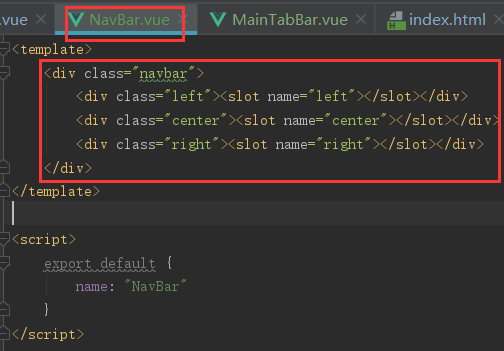 .vue NavBar.vue MainTabBar.vue index.html
<template>
<div class="navbar">
<div class="left"><slot name="left"></slot></div>
<div class="center"><slot name="center"></slot></div>
<div class="right"><slot name="right"></slot></div>
</div>
</template>
<script>
export default {
name: "NavBar"
}
</script>